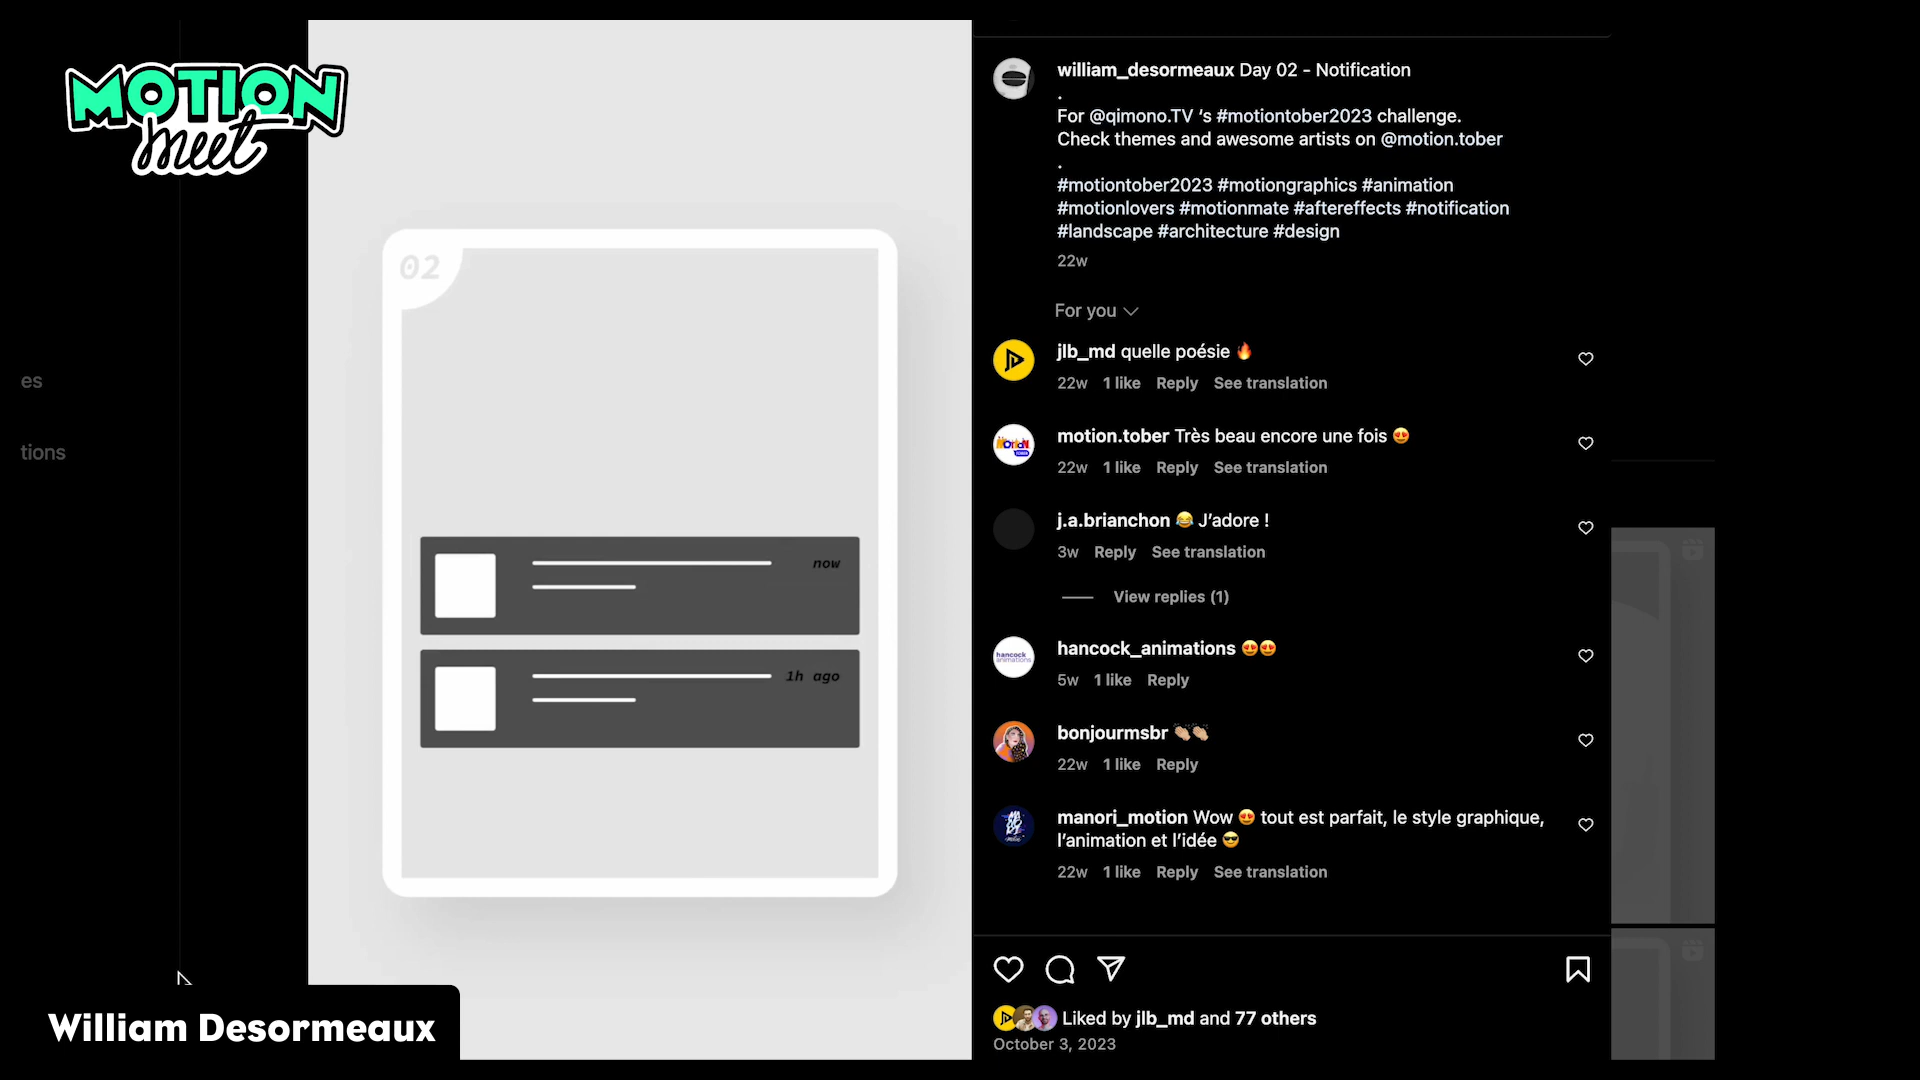 MOTION
meet
es
tions
02
now
1h ago
William Desormeaux
william_desormeaux Day 02 - Notification
.
For @qimono.TV ‘s #motiontober2023 challenge.
Check themes and awesome artists on @motion.tober
.
#motiontober2023 #motiongraphics #animation
#motionlovers #motionmate #aftereffects #notification
#landscape #architecture #design
22w
For you
jlb_md quelle poésie 🔥
22w 1 like Reply See translation
motion.tober Très beau encore une fois 😍
22w 1 like Reply See translation
j.a.brianchon 😂 J’adore !
3w Reply See translation
View replies (1)
hancock
animations
hancock_animations 😍😍
5w 1 like Reply
bonjourmsbr 👏🏼👏🏼
22w 1 like Reply
manori_motion Wow 😍 tout est parfait, le style graphique,
l’animation et l’idée 😎
22w 1 like Reply See translation
Liked by jlb_md and 77 others
October 3, 2023